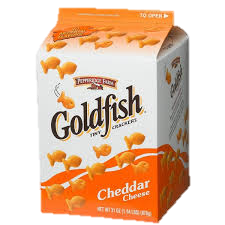 TO OPEN
PEPPERIDGE FARM
Goldfish
TINY CRACKERS
Cheddar
Cheese